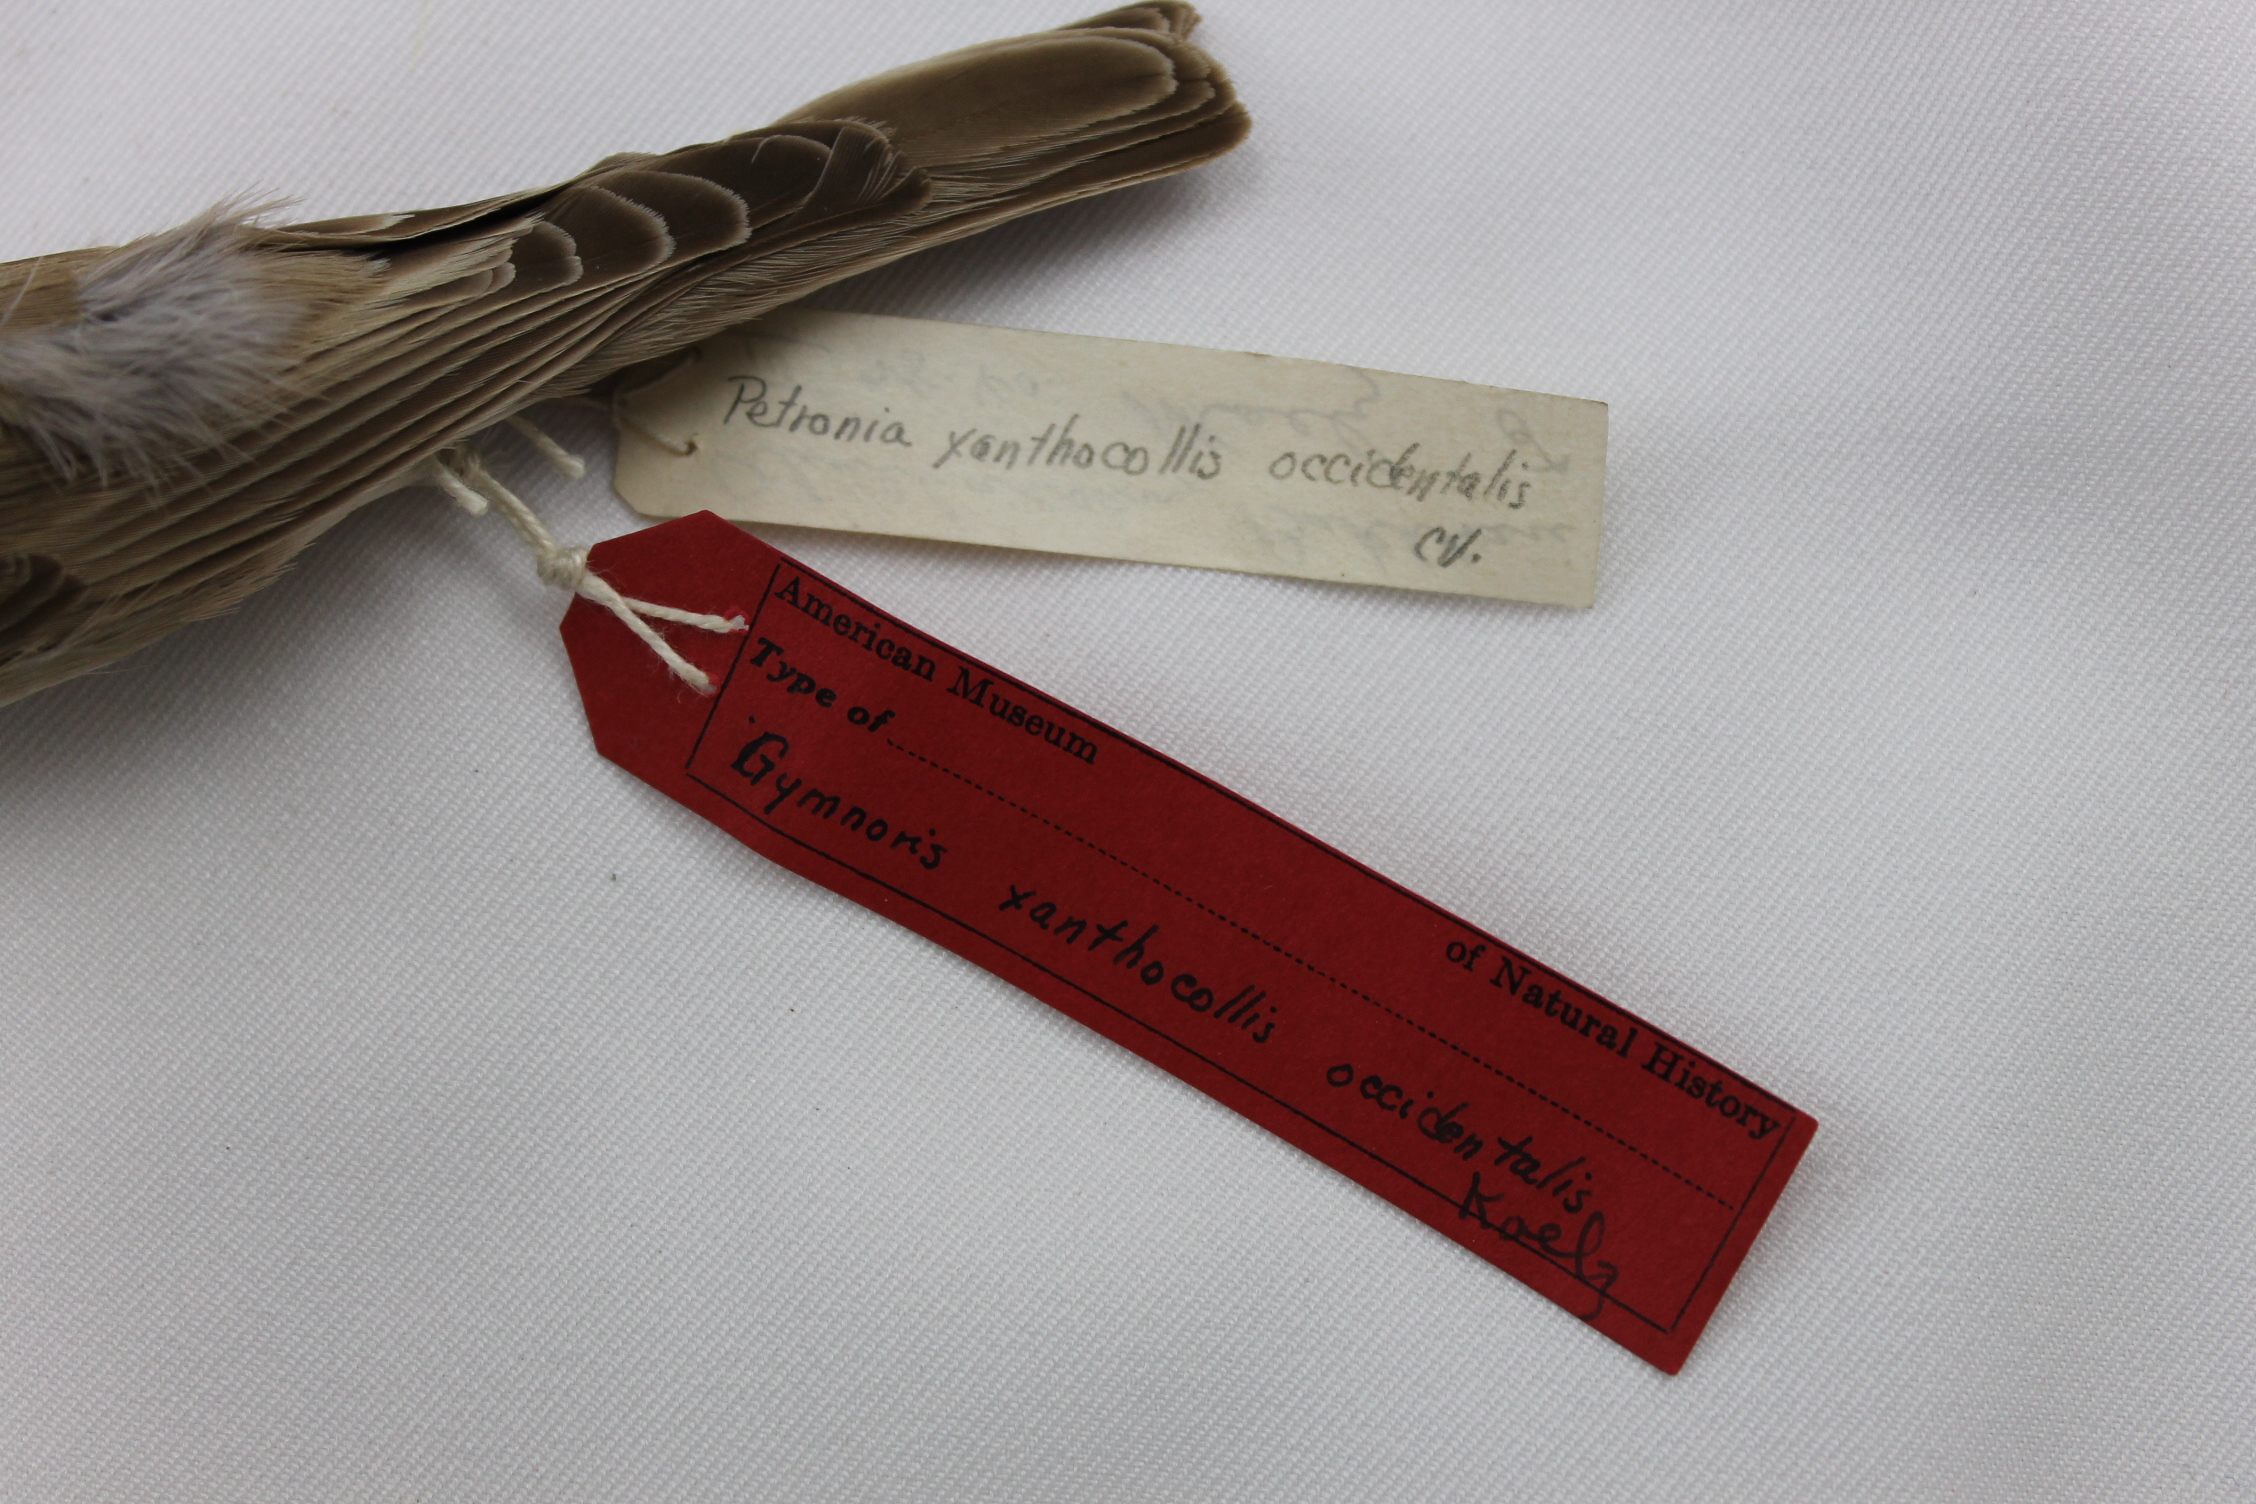 Petronia xanthocollis occidentalis
CV.
American Museum of Natural History
Type of
Gymnoris xanthocollis occidentalis
Koelz